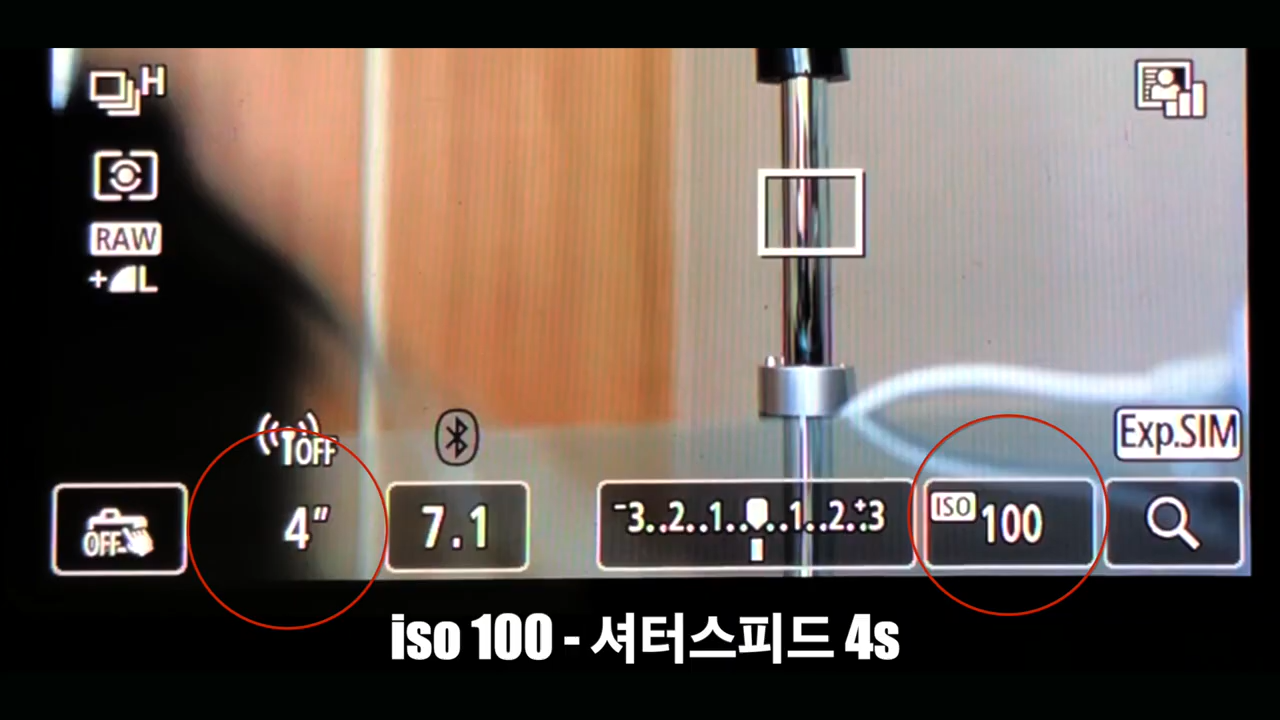 H
RAW
+L
OFF
Exp.SIM
OFF
4"
7.1
-3..2..1..0..1..2.:+3
ISO 100
iso 100 - 셔터스피드 4s